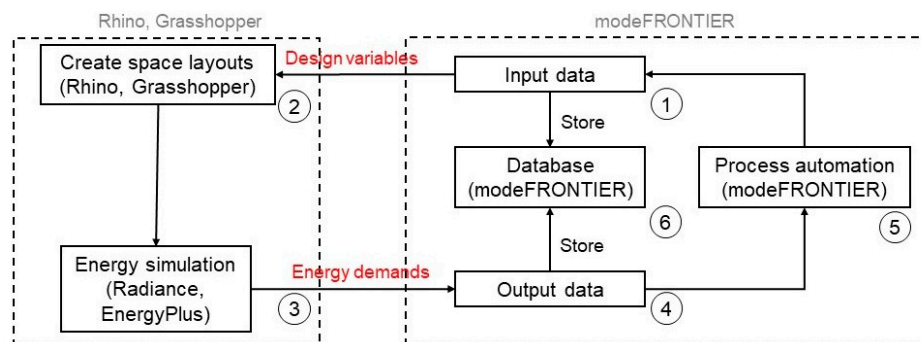 Rhino, Grasshopper
modeFRONTIER
Create space layouts
(Rhino, Grasshopper)
2
Design variables
Input data
1
Store
Database
(modeFRONTIER)
6
Process automation
(modeFRONTIER)
5
Store
Energy simulation
(Radiance,
EnergyPlus)
3
Energy demands
Output data
4